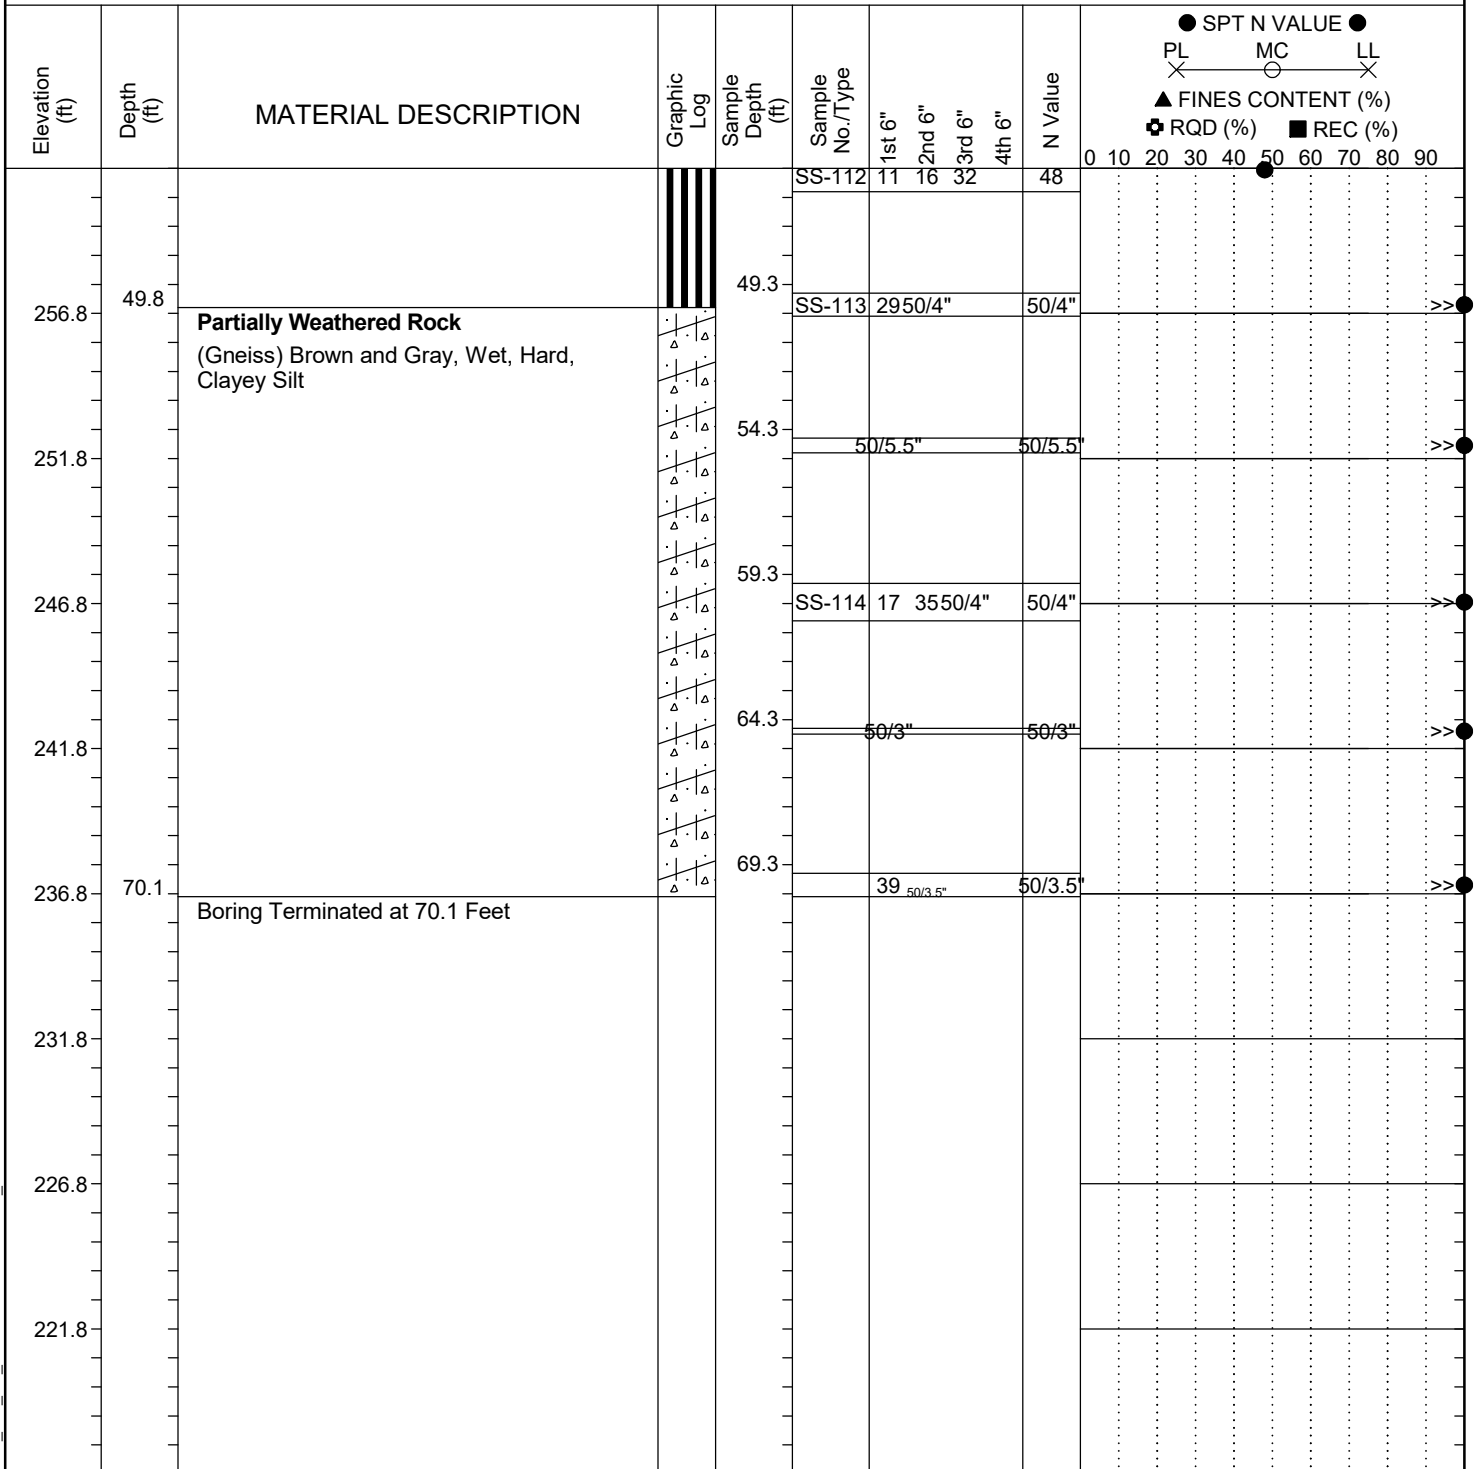 ● SPT N VALUE ●
PL MC LL
▲ FINES CONTENT (%)
RQD (%) ■ REC (%)
Elevation (ft)
Depth (ft)
MATERIAL DESCRIPTION
Graphic Log
Sample Depth (ft)
Sample No./Type
1st 6"
2nd 6"
3rd 6"
4th 6"
N Value
0 10 20 30 40 50 60 70 80 90
SS-112 11 16 32 48
49.3
49.8
SS-113 29 50/4" 50/4" >>
256.8
Partially Weathered Rock
(Gneiss) Brown and Gray, Wet, Hard,
Clayey Silt
54.3
50/5.5" 50/5.5" >>
251.8
59.3
246.8 SS-114 17 35 50/4" 50/4" >>
64.3
50/3" 50/3" >>
241.8
69.3
70.1 39 50/3.5" 50/3.5" >>
236.8
Boring Terminated at 70.1 Feet
231.8
226.8
221.8